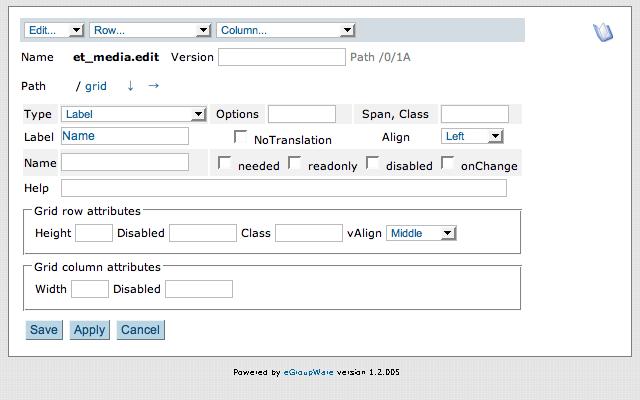 Edit... Row... Column...
Name et_media.edit Version Path /0/1A
Path / grid ↓ →
Type Label Options Span, Class
Label Name NoTranslation Align Left
Name needed readonly disabled onChange
Help
Grid row attributes
Height Disabled Class vAlign Middle
Grid column attributes
Width Disabled
Save Apply Cancel
Powered by eGroupWare version 1.2.005